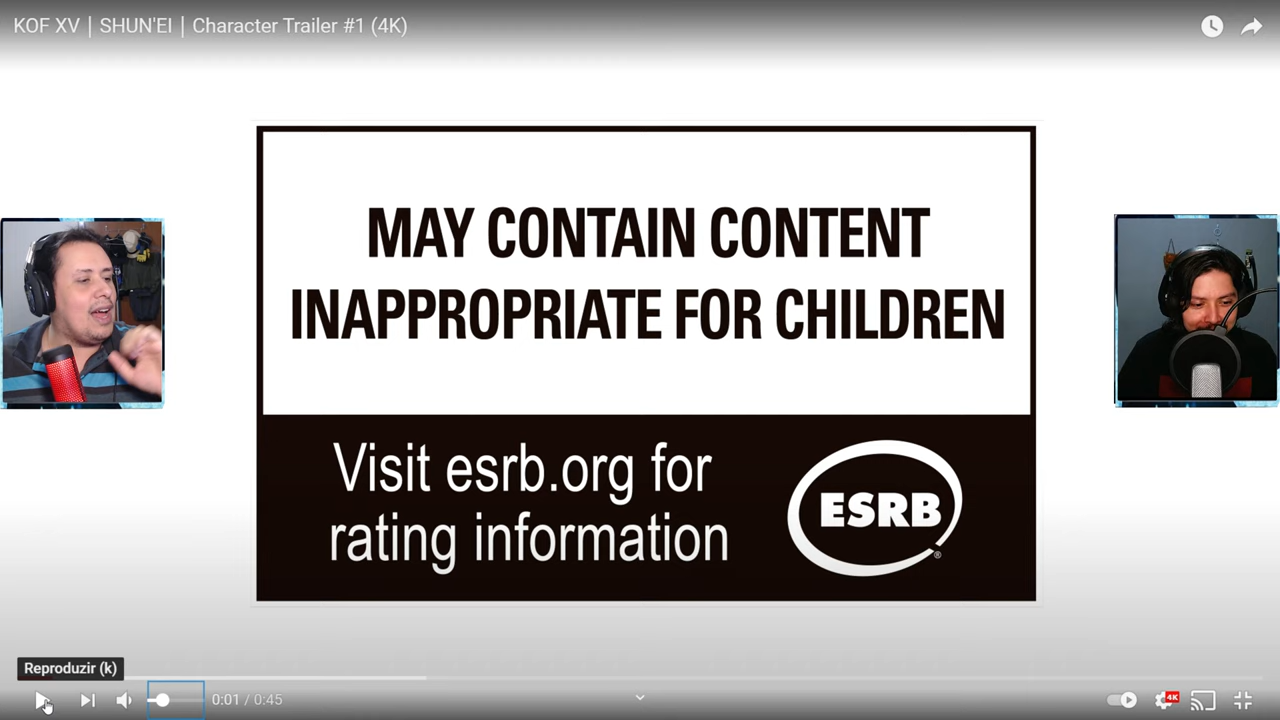 KOF XV | SHUN'EI | Character Trailer #1 (4K)
MAY CONTAIN CONTENT
INAPPROPRIATE FOR CHILDREN
Visit esrb.org for
rating information
ESRB
®
Reproduzir (k)
0:01 / 0:45
4K